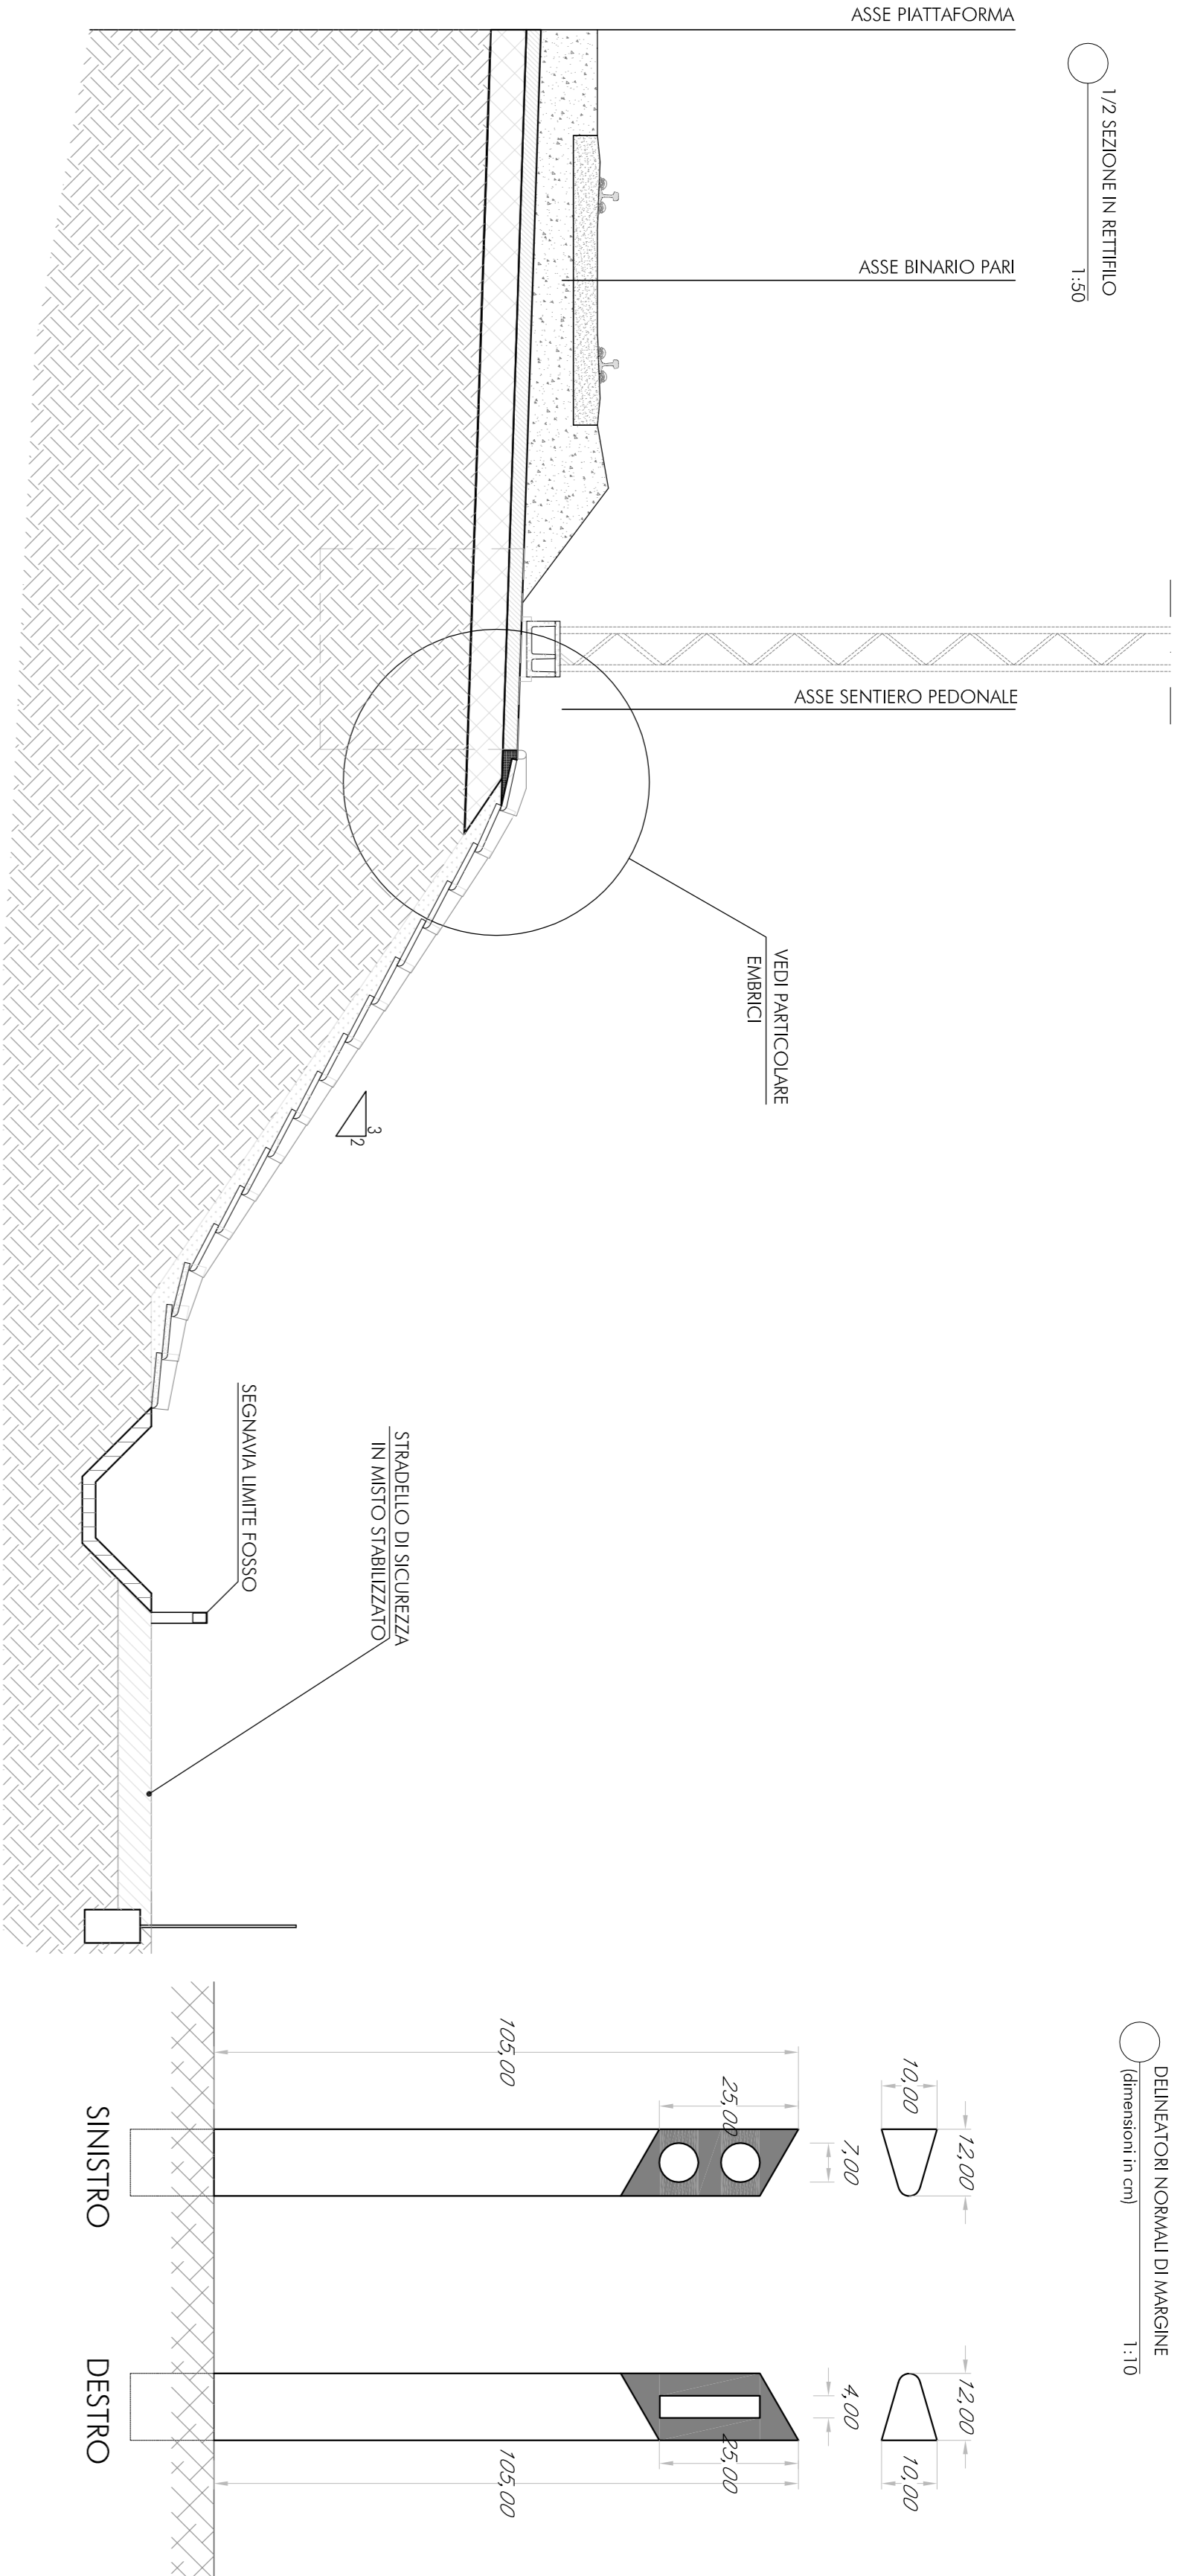 1/2 SEZIONE IN RETTIFILO
1:50
ASSE PIATTAFORMA
ASSE BINARIO PARI
ASSE SENTIERO PEDONALE
VEDI PARTICOLARE
EMBRICI
3
2
STRADELLO DI SICUREZZA
IN MISTO STABILIZZATO
SEGNAVIA LIMITE FOSSO
DELINEATORI NORMALI DI MARGINE
(dimensioni in cm)
1:10
12,00
10,00
7,00
25,00
105,00
SINISTRO
12,00
10,00
4,00
25,00
105,00
DESTRO